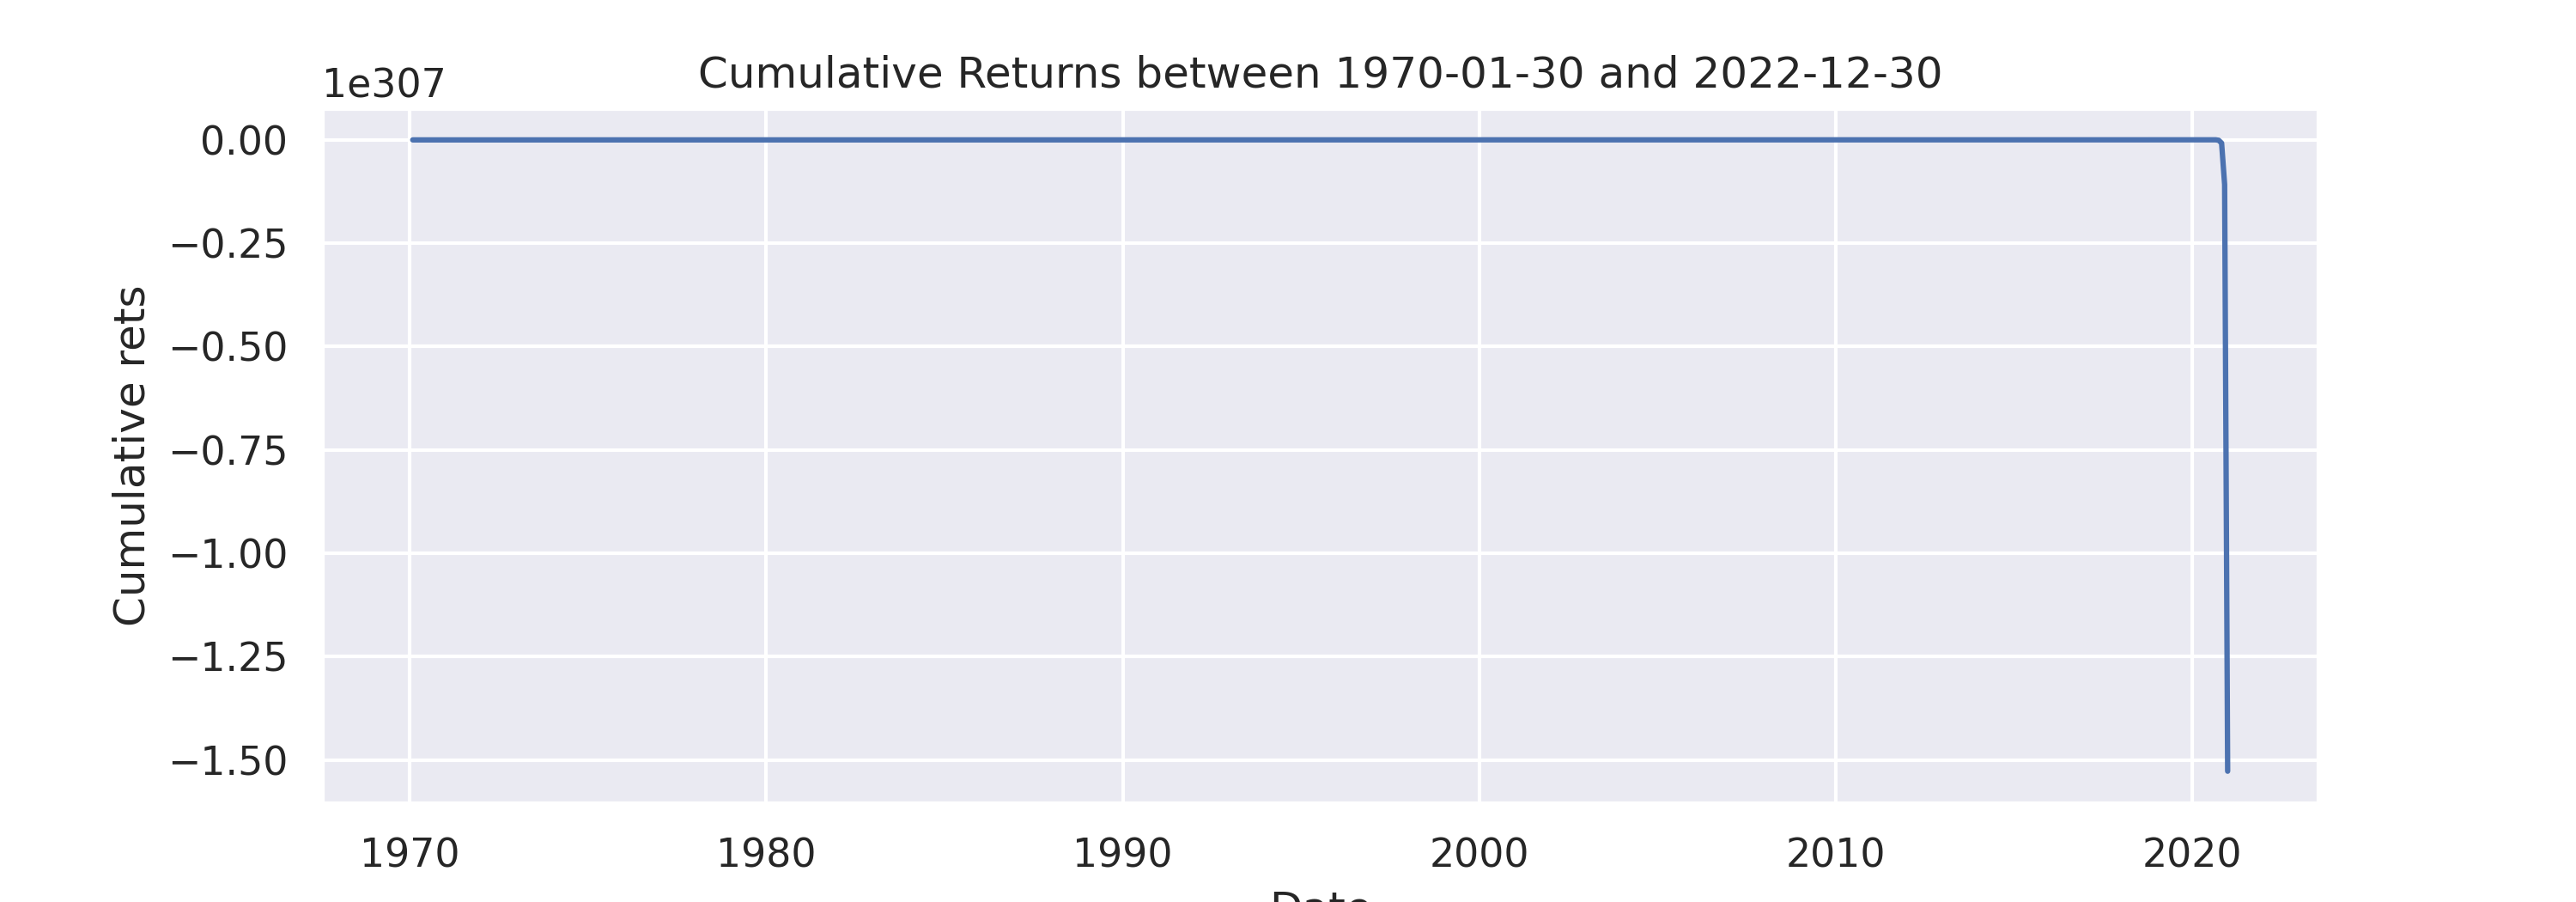 Cumulative Returns between 1970-01-30 and 2022-12-30
1e307
0.00
−0.25
−0.50
−0.75
−1.00
−1.25
−1.50
Cumulative rets
1970 1980 1990 2000 2010 2020
Date